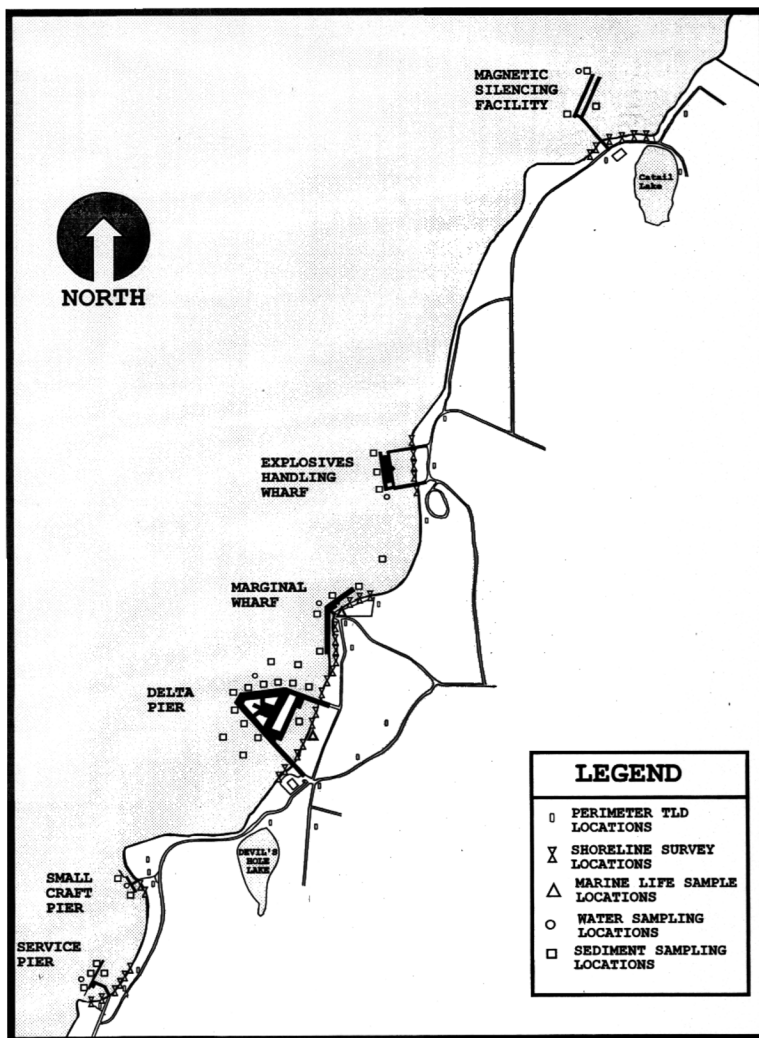 MAGNETIC
SILENCING
FACILITY
Catail
Lake
NORTH
EXPLOSIVES
HANDLING
WHARF
MARGINAL
WHARF
DELTA
PIER
DEVIL'S
HOLE
LAKE
SMALL
CRAFT
PIER
SERVICE
PIER
LEGEND
PERIMETER TLD
LOCATIONS
SHORELINE SURVEY
LOCATIONS
MARINE LIFE SAMPLE
LOCATIONS
WATER SAMPLING
LOCATIONS
SEDIMENT SAMPLING
LOCATIONS